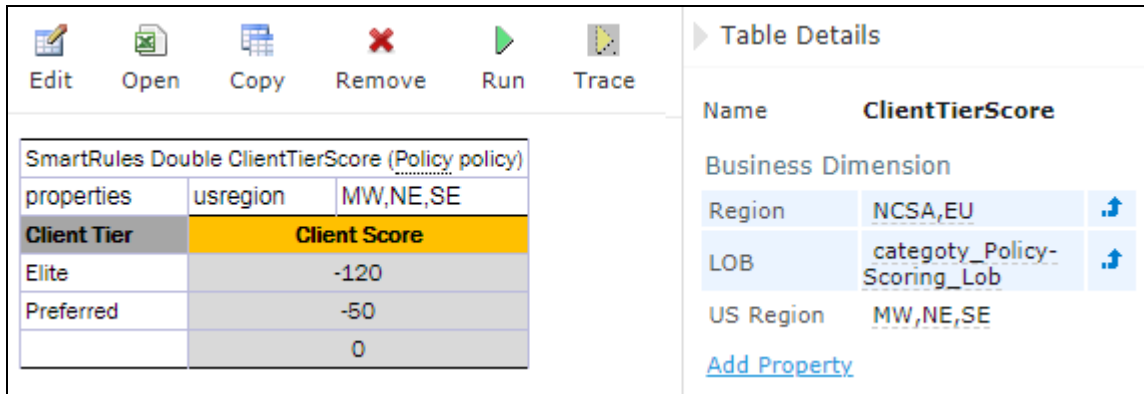 Edit Open Copy Remove Run Trace
SmartRules Double ClientTierScore (Policy policy)
properties usregion MW,NE,SE
Client Tier Client Score
Elite -120
Preferred -50
0
Table Details
Name ClientTierScore
Business Dimension
Region NCSA,EU
LOB categoty_Policy-
Scoring_Lob
US Region MW,NE,SE
Add Property